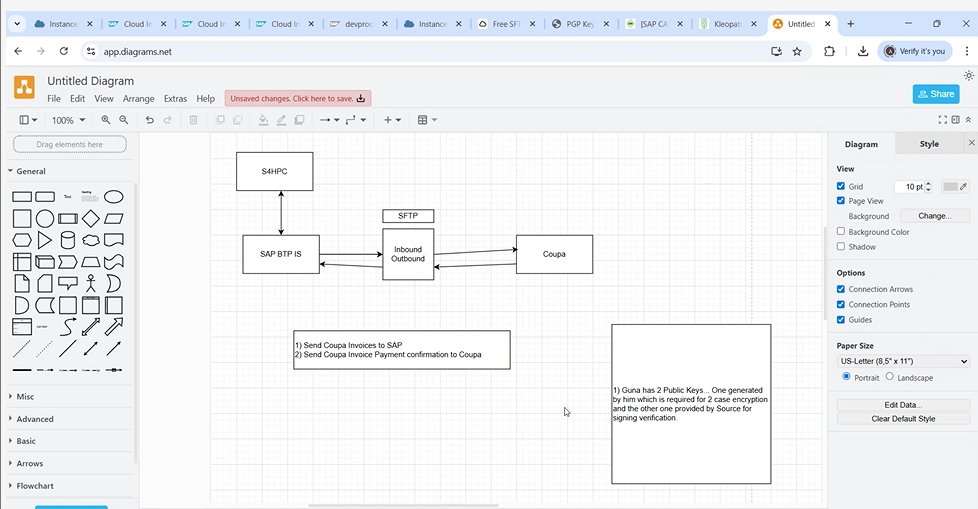 Instance
Cloud In
Cloud In
Cloud In
devproc
Instance
Free SFT
PGP Key
[SAP CA
Kleopat
Untitled
app.diagrams.net
Verify it's you
Untitled Diagram
File Edit View Arrange Extras Help
Unsaved changes. Click here to save.
Share
100%
Drag elements here
General
Text
Heading
List Item
Misc
Advanced
Basic
Arrows
Flowchart
S4HPC
SFTP
SAP BTP IS
Inbound
Outbound
Coupa
1) Send Coupa Invoices to SAP
2) Send Coupa Invoice Payment confirmation to Coupa
1) Guna has 2 Public Keys... One generated
by him which is required for 2 case encryption
and the other one provided by Source for
signing verification.
Diagram
Style
View
Grid
10 pt
Page View
Background
Change...
Background Color
Shadow
Options
Connection Arrows
Connection Points
Guides
Paper Size
US-Letter (8,5" x 11")
Portrait
Landscape
Edit Data...
Clear Default Style